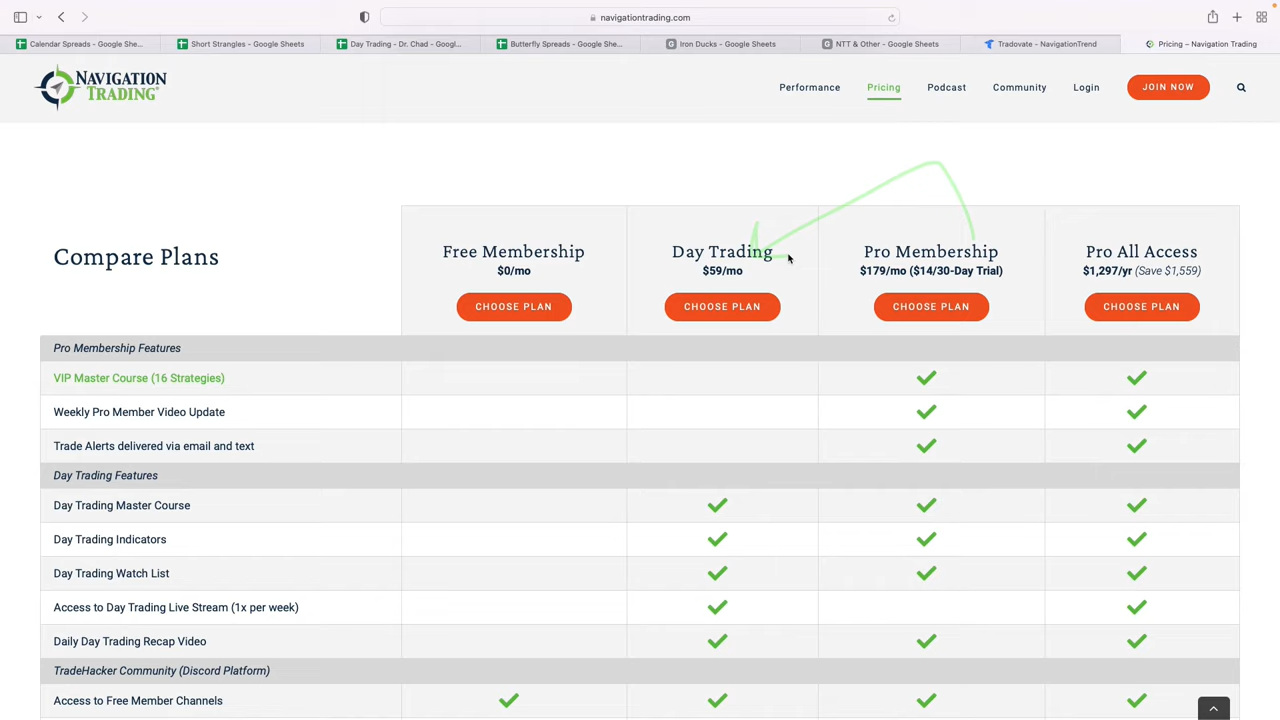 navigationtrading.com
Calendar Spreads - Google Shee...
Short Strangles - Google Sheets
Day Trading - Dr. Chad - Googl...
Butterfly Spreads - Google She...
Iron Ducks - Google Sheets
NTT & Other - Google Sheets
Tradovate - NavigationTrend
Pricing – Navigation Trading
NAVIGATION
TRADING
Performance
Pricing
Podcast
Community
Login
JOIN NOW
Compare Plans
Free Membership
$0/mo
CHOOSE PLAN
Day Trading
$59/mo
CHOOSE PLAN
Pro Membership
$179/mo ($14/30-Day Trial)
CHOOSE PLAN
Pro All Access
$1,297/yr (Save $1,559)
CHOOSE PLAN
Pro Membership Features
VIP Master Course (16 Strategies)
Weekly Pro Member Video Update
Trade Alerts delivered via email and text
Day Trading Features
Day Trading Master Course
Day Trading Indicators
Day Trading Watch List
Access to Day Trading Live Stream (1x per week)
Daily Day Trading Recap Video
TradeHacker Community (Discord Platform)
Access to Free Member Channels